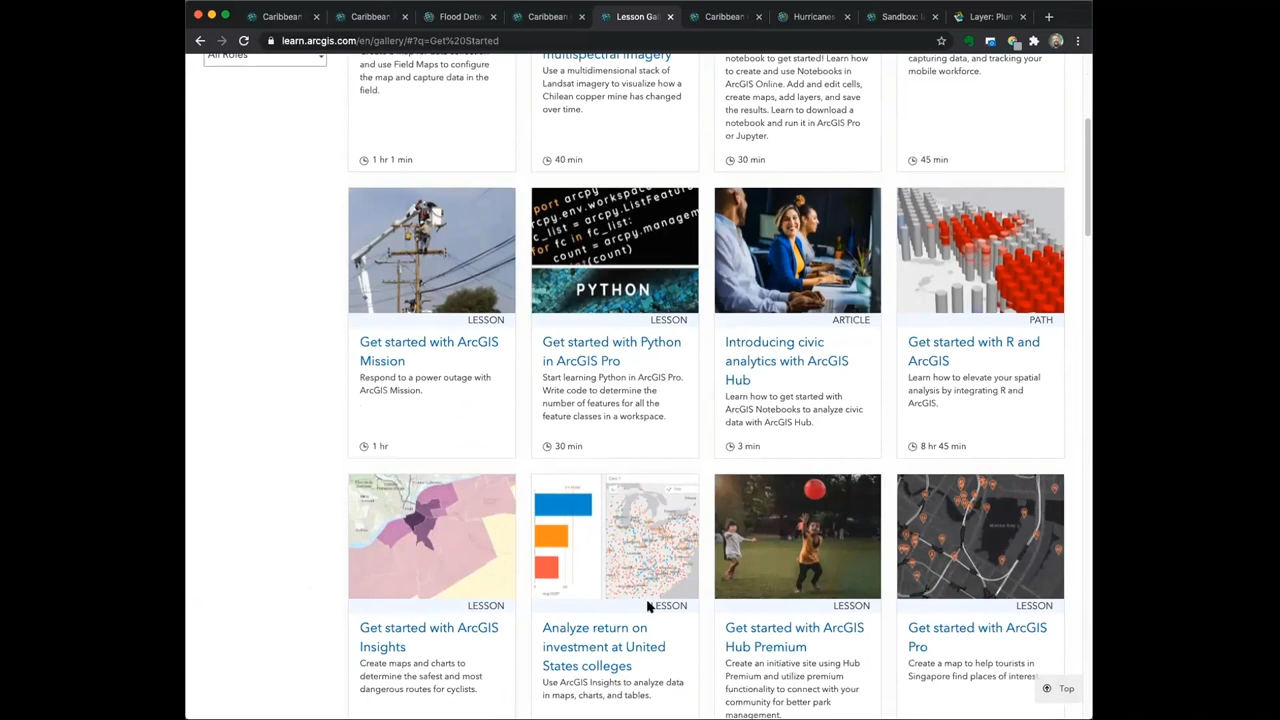 Caribbean
Caribbean
Flood Dete
Caribbean
Lesson Gal
Caribbean
Hurricanes
Sandbox:
Layer: Plun
learn.arcgis.com/en/gallery/#?q=Get%20Started
All Roles
and use Field Maps to configure
the map and capture data in the
field.
1 hr 1 min
multispectral imagery
Use a multidimensional stack of
Landsat imagery to visualize how a
Chilean copper mine has changed
over time.
40 min
notebook to get started! Learn how
to create and use Notebooks in
ArcGIS Online. Add and edit cells,
create maps, add layers, and save
the results. Learn to download a
notebook and run it in ArcGIS Pro
or Jupyter.
30 min
capturing data, and tracking your
mobile workforce.
45 min
LESSON
Get started with ArcGIS
Mission
Respond to a power outage with
ArcGIS Mission.
1 hr
port arcpy
arcpy.env.workspa
fc_list = arcpy.ListFeature
count = arcpy.managem
int(count)
PYTHON
LESSON
Get started with Python
in ArcGIS Pro
Start learning Python in ArcGIS Pro.
Write code to determine the
number of features for all the
feature classes in a workspace.
30 min
ARTICLE
Introducing civic
analytics with ArcGIS
Hub
Learn how to get started with
ArcGIS Notebooks to analyze civic
data with ArcGIS Hub.
3 min
PATH
Get started with R and
ArcGIS
Learn how to elevate your spatial
analysis by integrating R and
ArcGIS.
8 hr 45 min
LESSON
Get started with ArcGIS
Insights
Create maps and charts to
determine the safest and most
dangerous routes for cyclists.
LESSON
Analyze return on
investment at United
States colleges
Use ArcGIS Insights to analyze data
in maps, charts, and tables.
LESSON
Get started with ArcGIS
Hub Premium
Create an initiative site using Hub
Premium and utilize premium
functionality to connect with your
community for better park
management.
LESSON
Get started with ArcGIS
Pro
Create a map to help tourists in
Singapore find places of interest.
Top